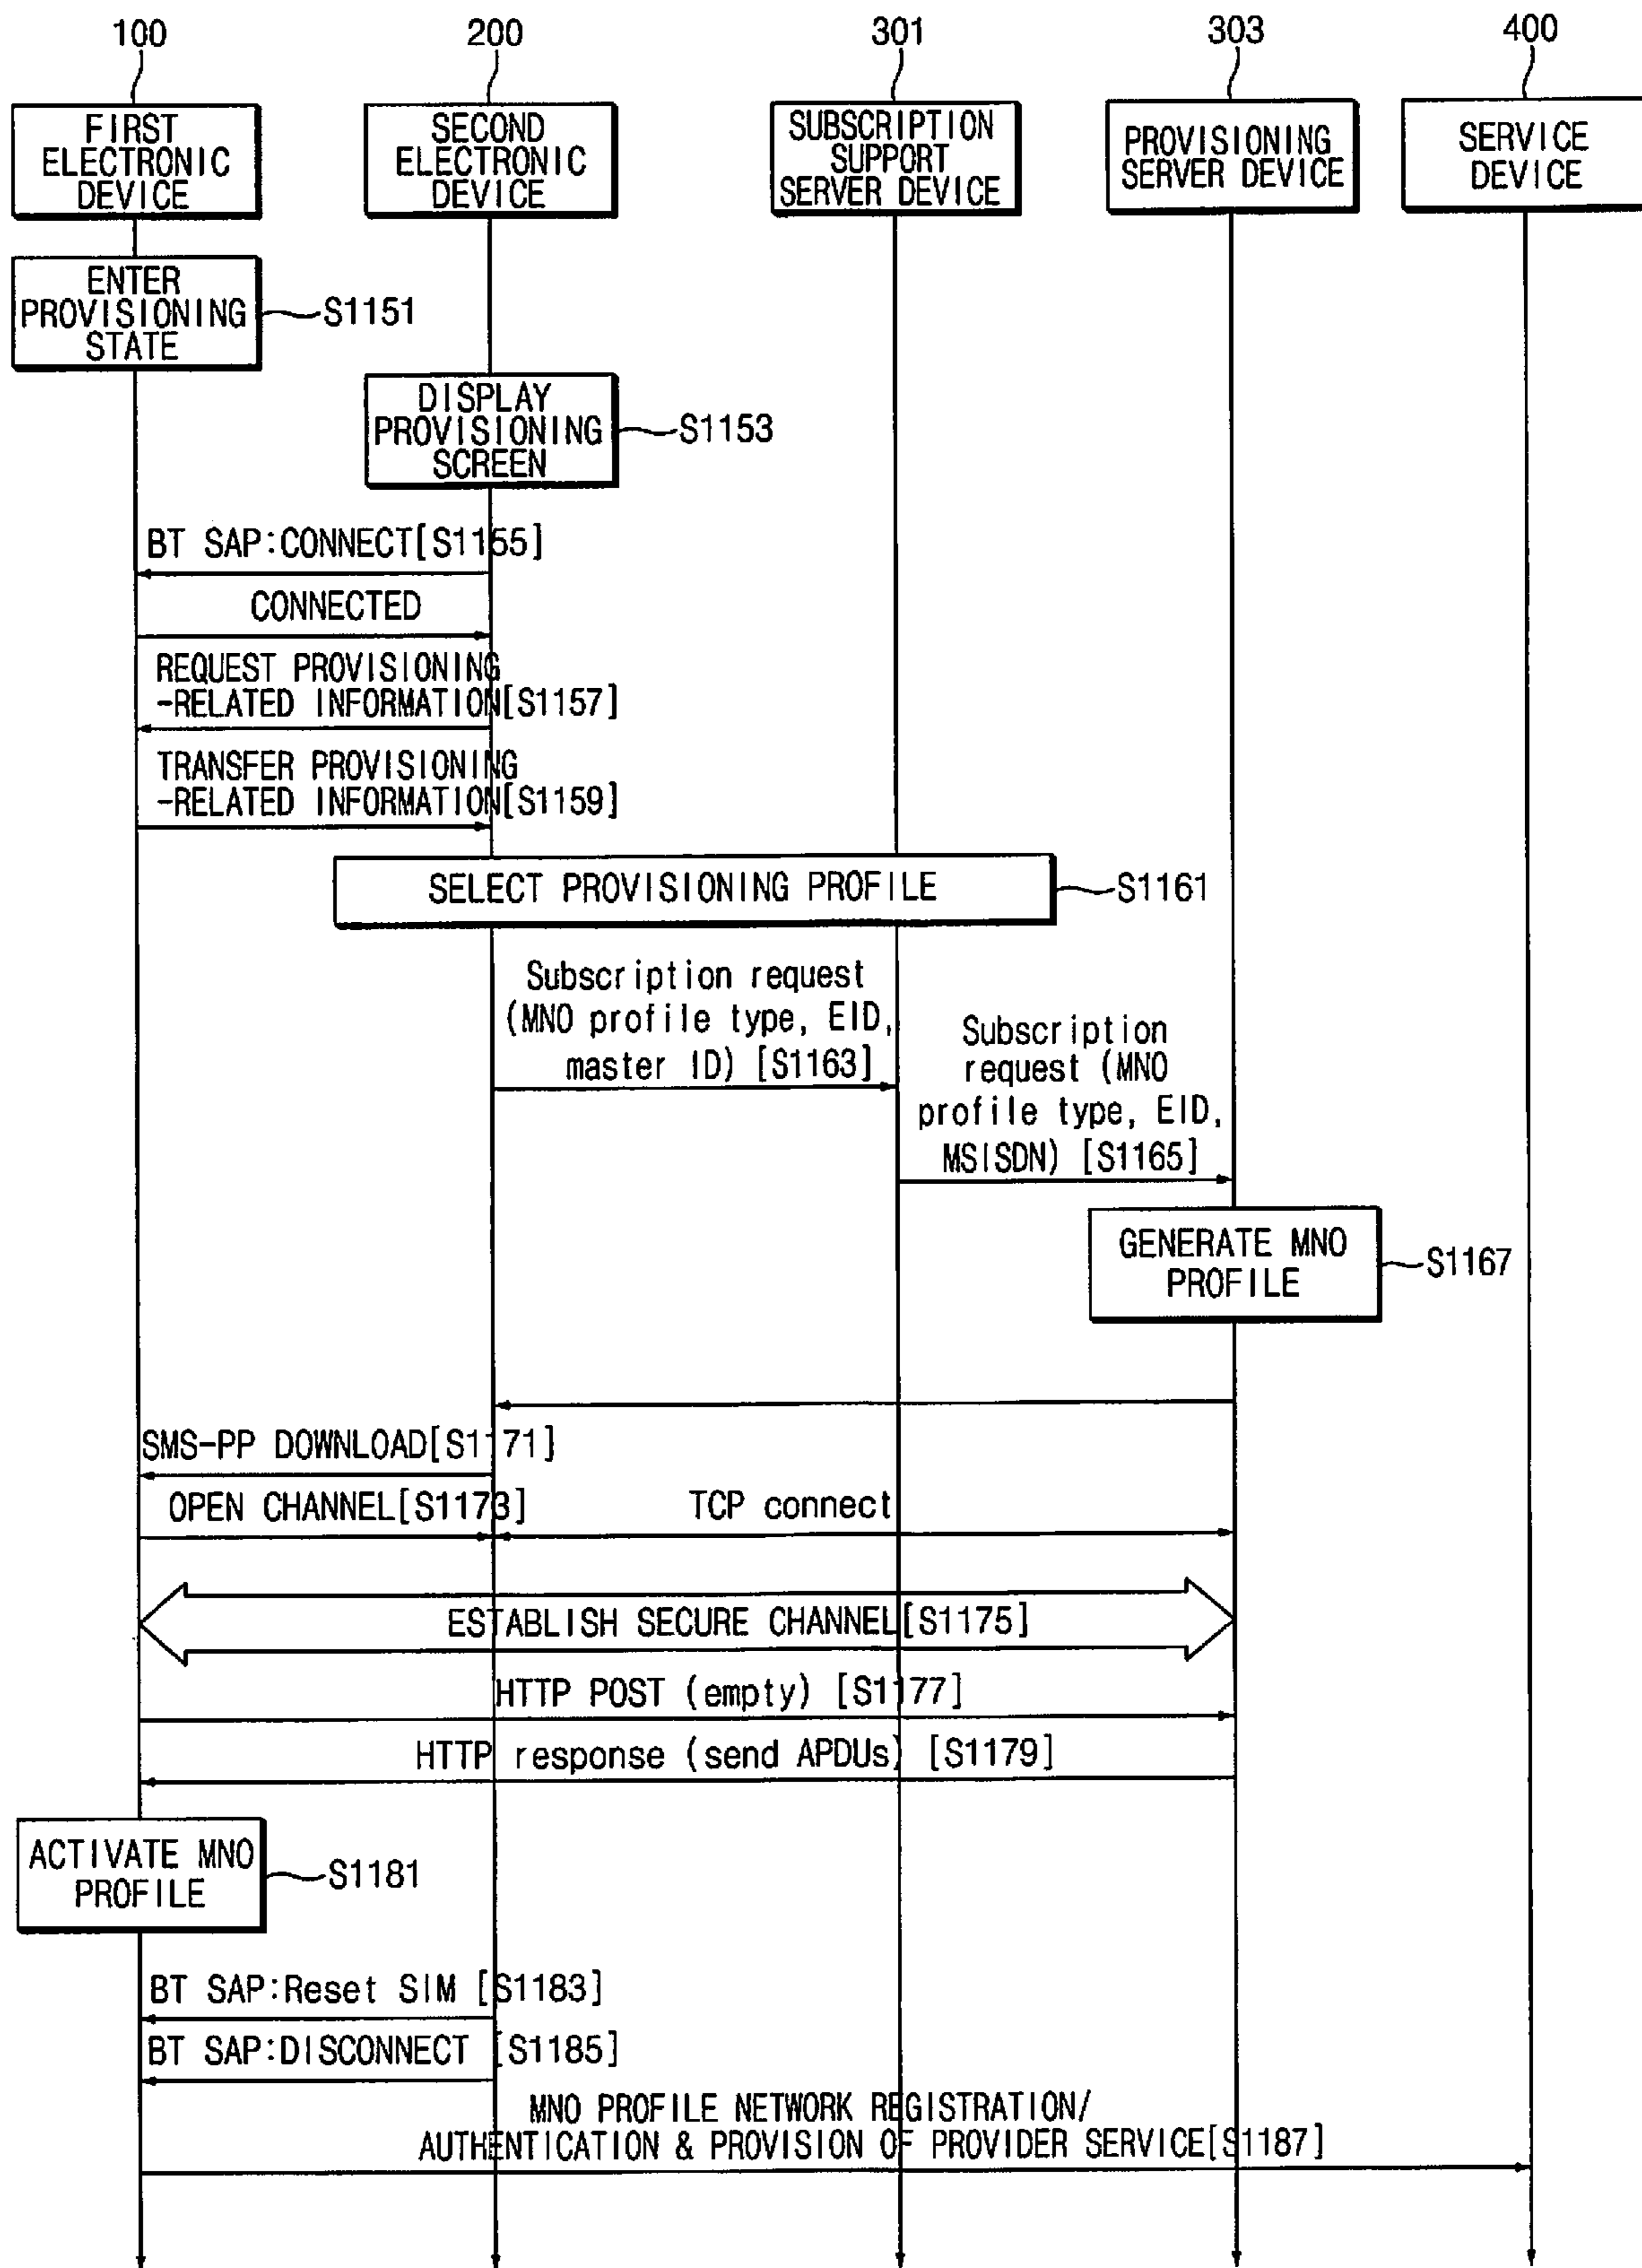 100
200
301
303
400
FIRST
ELECTRONIC
DEVICE
SECOND
ELECTRONIC
DEVICE
SUBSCRIPTION
SUPPORT
SERVER DEVICE
PROVISIONING
SERVER DEVICE
SERVICE
DEVICE
ENTER
PROVISIONING
STATE
S1151
DISPLAY
PROVISIONING
SCREEN
S1153
BT SAP:CONNECT[S1155]
CONNECTED
REQUEST PROVISIONING
-RELATED INFORMATION[S1157]
TRANSFER PROVISIONING
-RELATED INFORMATION[S1159]
SELECT PROVISIONING PROFILE
S1161
Subscription request
(MNO profile type, EID,
master ID) [S1163]
Subscription
request (MNO
profile type, EID,
MSISDN) [S1165]
GENERATE MNO
PROFILE
S1167
SMS-PP DOWNLOAD[S1171]
OPEN CHANNEL[S1173]
TCP connect
ESTABLISH SECURE CHANNEL[S1175]
HTTP POST (empty) [S1177]
HTTP response (send APDUs) [S1179]
ACTIVATE MNO
PROFILE
S1181
BT SAP:Reset SIM [S1183]
BT SAP:DISCONNECT [S1185]
MNO PROFILE NETWORK REGISTRATION/
AUTHENTICATION & PROVISION OF PROVIDER SERVICE[S1187]